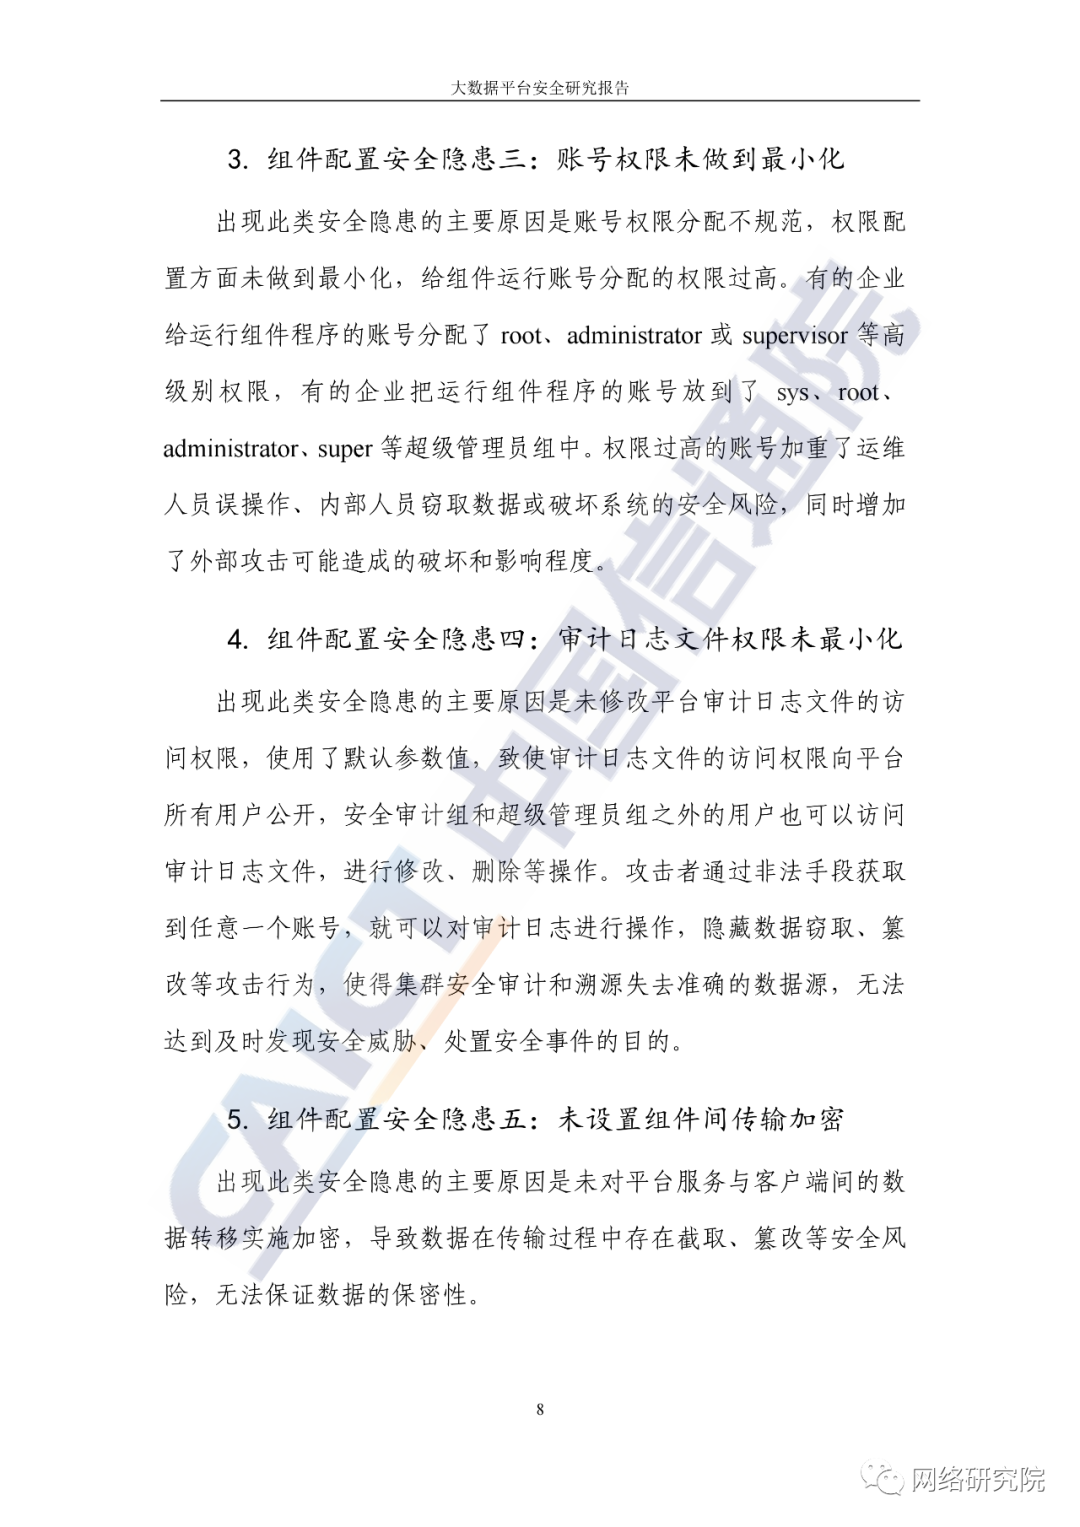 大数据平台安全研究报告
3. 组件配置安全隐患三：账号权限未做到最小化
出现此类安全隐患的主要原因是账号权限分配不规范，权限配
置方面未做到最小化，给组件运行账号分配的权限过高。有的企业
给运行组件程序的账号分配了 root、administrator 或 supervisor 等高
级别权限，有的企业把运行组件程序的账号放到了 sys、root、
administrator、super 等超级管理员组中。权限过高的账号加重了运维
人员误操作、内部人员窃取数据或破坏系统的安全风险，同时增加
了外部攻击可能造成的破坏和影响程度。
4. 组件配置安全隐患四：审计日志文件权限未最小化
出现此类安全隐患的主要原因是未修改平台审计日志文件的访
问权限，使用了默认参数值，致使审计日志文件的访问权限向平台
所有用户公开，安全审计组和超级管理员组之外的用户也可以访问
审计日志文件，进行修改、删除等操作。攻击者通过非法手段获取
到任意一个账号，就可以对审计日志进行操作，隐藏数据窃取、篡
改等攻击行为，使得集群安全审计和溯源失去准确的数据源，无法
达到及时发现安全威胁、处置安全事件的目的。
5. 组件配置安全隐患五：未设置组件间传输加密
出现此类安全隐患的主要原因是未对平台服务与客户端间的数
据转移实施加密，导致数据在传输过程中存在截取、篡改等安全风
险，无法保证数据的保密性。
CAICT 中国信通院
8
网络研究院